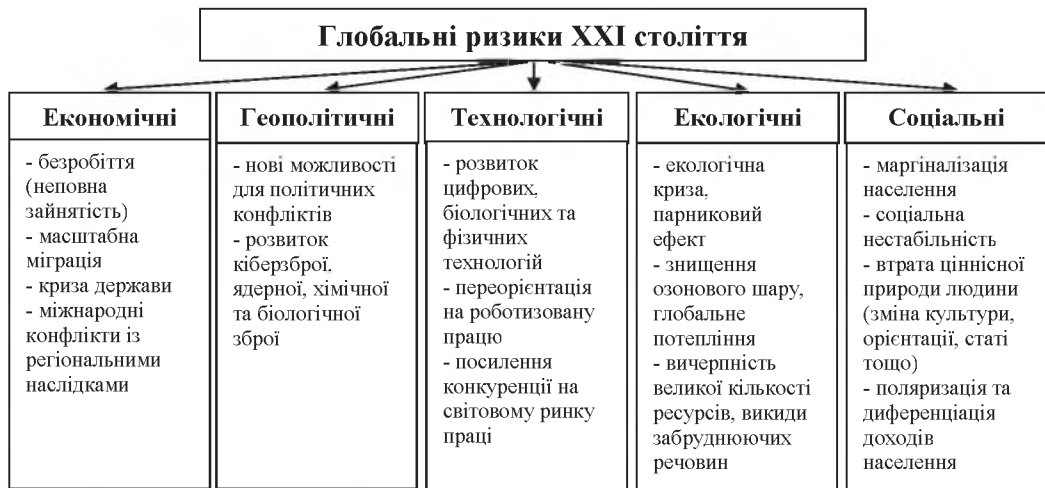 Глобальні ризики XXI століття
Економічні
- безробіття
(неповна
зайнятість)
- масштабна
міграція
- криза держави
- міжнародні
конфлікти із
регіональними
наслідками
Геополітичні
- нові можливості
для політичних
конфліктів
- розвиток
кіберзброї,
ядерної, хімічної
та біологічної
зброї
Технологічні
- розвиток
цифрових,
біологічних та
фізичних
технологій
- переорієнтація
на роботизовану
працю
- посилення
конкуренції на
світовому ринку
праці
Екологічні
- екологічна
криза,
парниковий
ефект
- знищення
озонового шару,
глобальне
потепління
- вичерпність
великої кількості
ресурсів, викиди
забруднюючих
речовин
Соціальні
- маргіналізація
населення
- соціальна
нестабільність
- втрата ціннісної
природи людини
(зміна культури,
орієнтації, статі
тощо)
- поляризація та
диференціація
доходів
населення